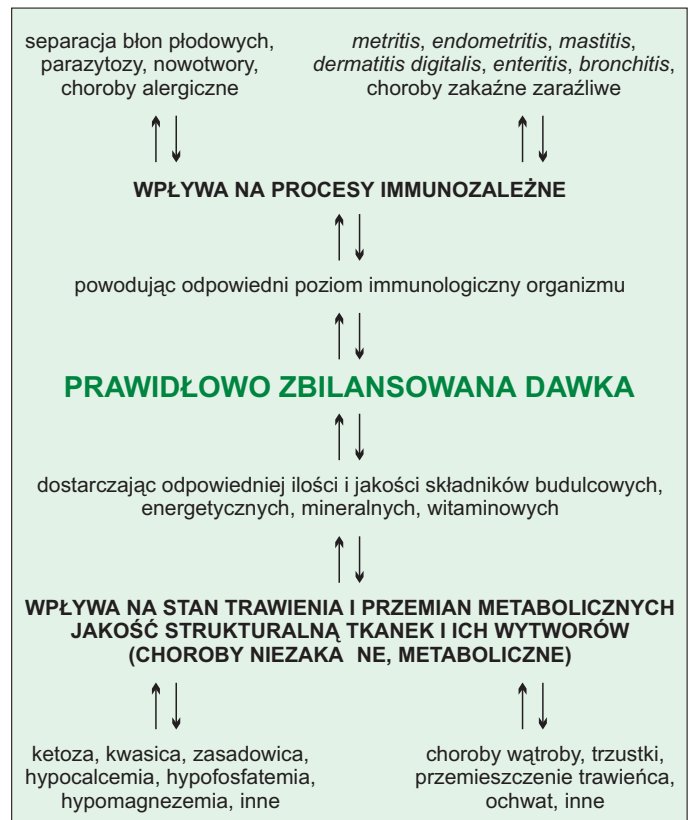 separacja błon płodowych,
parazytozy, nowotwory,
choroby alergiczne
metritis, endometritis, mastitis,
dermatitis digitalis, enteritis, bronchitis,
choroby zakaźne zaraźliwe
WPŁYWA NA PROCESY IMMUNOZALEŻNE
powodując odpowiedni poziom immunologiczny organizmu
PRAWIDŁOWO ZBILANSOWANA DAWKA
dostarczając odpowiedniej ilości i jakości składników budulcowych,
energetycznych, mineralnych, witaminowych
WPŁYWA NA STAN TRAWIENIA I PRZEMIAN METABOLICZNYCH
JAKOŚĆ STRUKTURALNĄ TKANEK I ICH WYTWORÓW
(CHOROBY NIEZAKA NE, METABOLICZNE)
ketoza, kwasica, zasadowica,
hypocalcemia, hypofosfatemia,
hypomagnezemia, inne
choroby wątroby, trzustki,
przemieszczenie trawieńca,
ochwat, inne